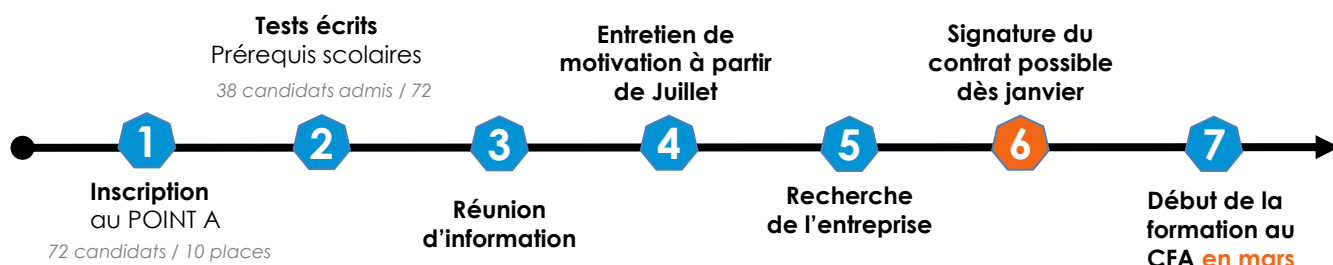 1
Inscription
au POINT A
72 candidats / 10 places
Tests écrits
Prérequis scolaires
38 candidats admis / 72
2
3
Réunion
d'information
Entretien de
motivation à partir
de Juillet
4
5
Recherche
de l'entreprise
Signature du
contrat possible
dès janvier
6
7
Début de la
formation au
CFA en mars